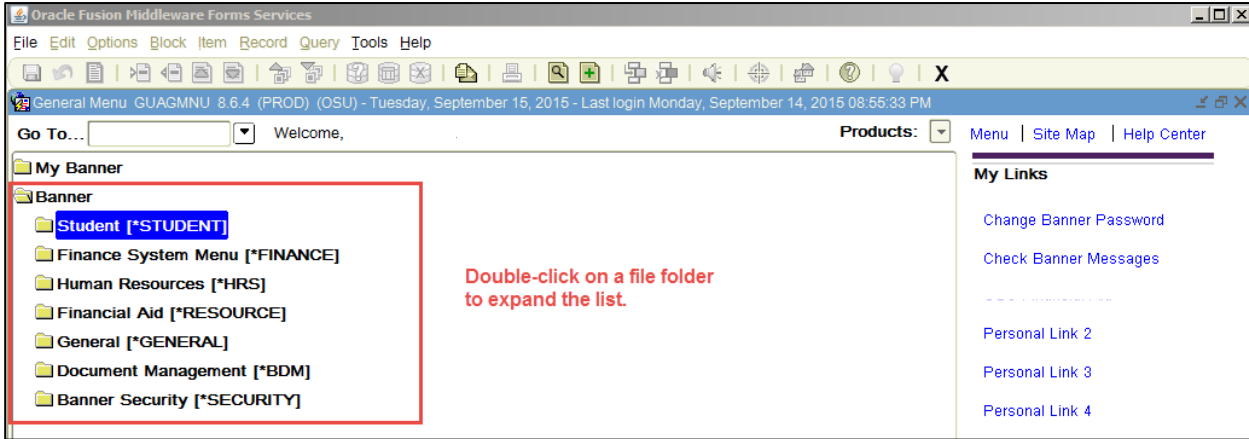 Oracle Fusion Middleware Forms Services
File Edit Options Block Item Record Query Tools Help
X
General Menu GUAGMNU 8.6.4 (PROD) (OSU) - Tuesday, September 15, 2015 - Last login Monday, September 14, 2015 08:55:33 PM
Go To... Welcome, Products: Menu | Site Map | Help Center
My Banner
My Links
Banner
Student [*STUDENT]
Change Banner Password
Finance System Menu [*FINANCE]
Check Banner Messages
Human Resources [*HRS]
Double-click on a file folder
to expand the list.
Financial Aid [*RESOURCE]
General [*GENERAL]
Personal Link 2
Document Management [*BDM]
Personal Link 3
Banner Security [*SECURITY]
Personal Link 4